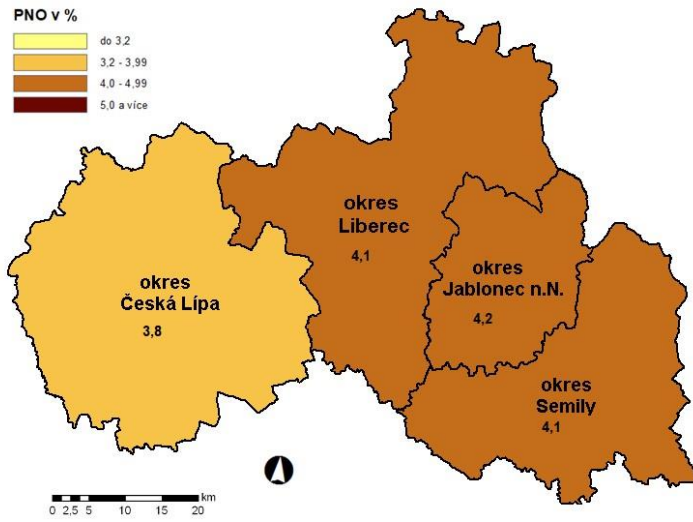 PNO v %
do 3,2
3,2 - 3,99
4,0 - 4,99
5,0 a více
okres
Liberec
4,1
okres
Jablonec n.N.
4,2
okres
Česká Lípa
3,8
okres
Semily
4,1
km
0 2,5 5 10 15 20